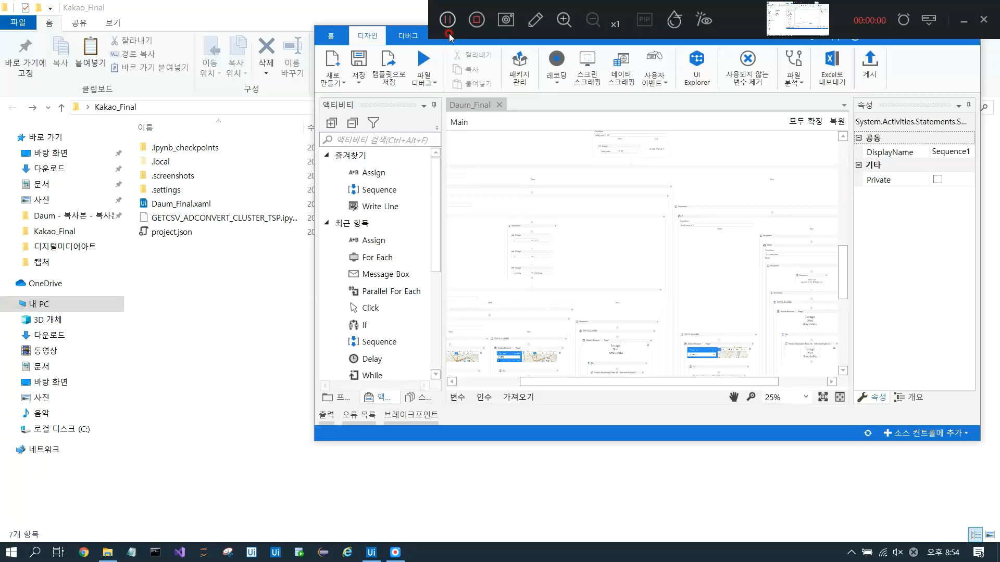 Kakao_Final
파일
홈
공유
보기
잘라내기
경로 복사
바로 가기 붙여넣기
바로 가기에
고정
복사
붙여넣기
이동
위치
복사
위치
삭제
이름
바꾸기
클립보드
구성
Kakao_Final
이름
수
바로 가기
바탕 화면
다운로드
문서
사진
Daum - 복사본 - 복사본
Kakao_Final
디지털미디어아트
캡처
OneDrive
내 PC
3D 개체
다운로드
동영상
문서
바탕 화면
사진
음악
로컬 디스크 (C:)
네트워크
.ipynb_checkpoints
.local
.screenshots
.settings
Daum_Final.xaml
GETCSV_ADCONVERT_CLUSTER_TSP.ipy...
project.json
7개 항목
x1
PIP
00:00:00
홈
디자인
디버그
새로
만들기
저장
템플릿으로
저장
파일
디버그
잘라내기
복사
붙여넣기
패키지
관리
레코딩
스크린
스크래핑
데이터
스크래핑
사용자
이벤트
UI
Explorer
사용되지 않는
변수 제거
파일
분석
Excel로
내보내기
게시
액티비티
액티비티 검색(Ctrl+Alt+F)
즐겨찾기
Assign
Sequence
Write Line
최근 항목
Assign
For Each
Message Box
Parallel For Each
Click
If
Sequence
Delay
While
프...
액...
스...
출력
오류 목록
브레이크포인트
Daum_Final
Main
모두 확장
복원
Image
Not
Available
Image
Not
Available
Image
Not
Available
변수
인수
가져오기
25%
속성
System.Activities.Statements.S...
공통
DisplayName
Sequence1
기타
Private
속성
개요
소스 컨트롤에 추가
오후 8:54